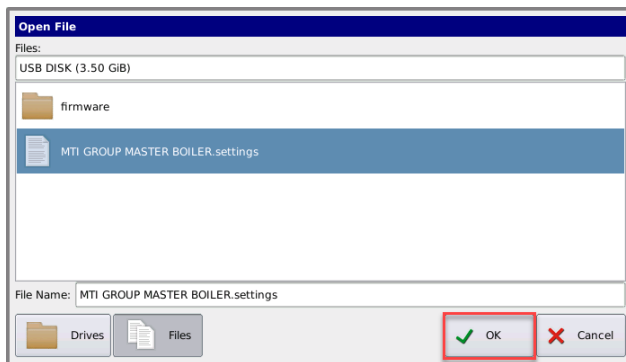 Open File
Files:
USB DISK (3.50 GiB)
firmware
MTI GROUP MASTER BOILER.settings
File Name: MTI GROUP MASTER BOILER.settings
Drives Files OK Cancel